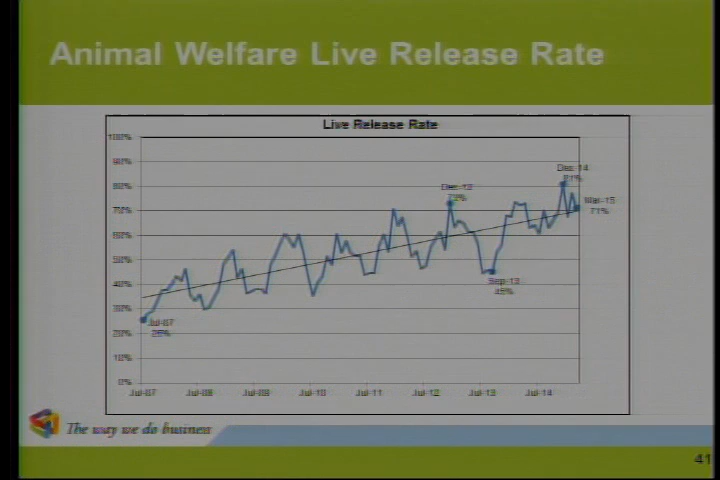 Animal Welfare Live Release Rate
Live Release Rate
100%
90%
80%
70%
60%
50%
40%
30%
20%
10%
0%
Jul-07
Jul-08
Jul-09
Jul-10
Jul-11
Jul-12
Jul-13
Jul-14
Jul-07
Dec-12
Sep-13
45%
Dec-14
81%
Mar-15
71%
The way we do business
41